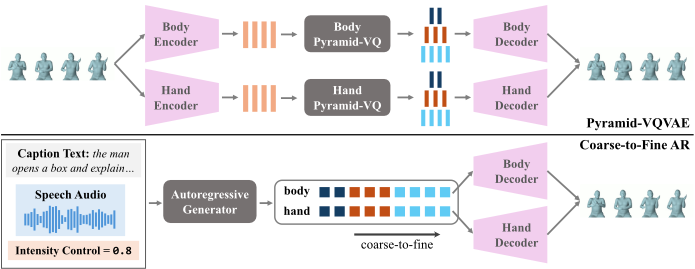 Body
Encoder
Body
Pyramid-VQ
Body
Decoder
Hand
Encoder
Hand
Pyramid-VQ
Hand
Decoder
Pyramid-VQVAE
Coarse-to-Fine AR
Caption Text: the man
opens a box and explain…
Speech Audio
Intensity Control = 0.8
Autoregressive
Generator
body
hand
coarse-to-fine
Body
Decoder
Hand
Decoder